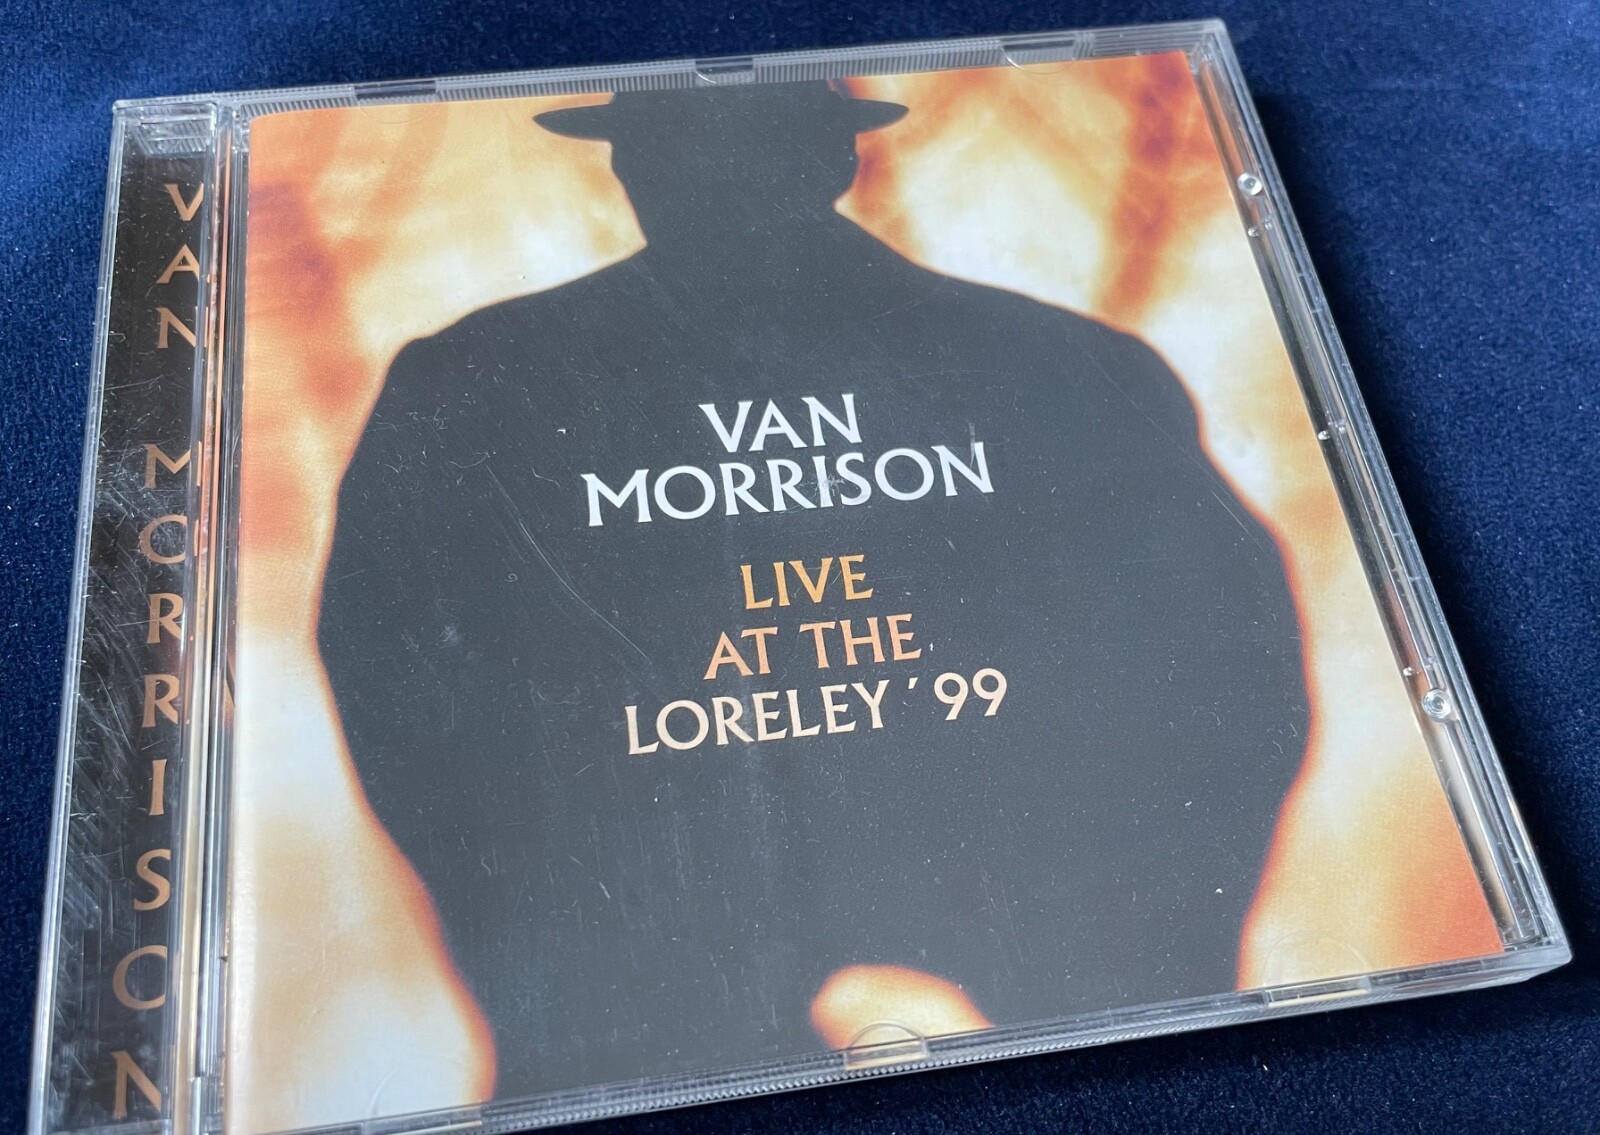 VAN MORRISON
VAN
MORRISON
LIVE
AT THE
LORELEY '99